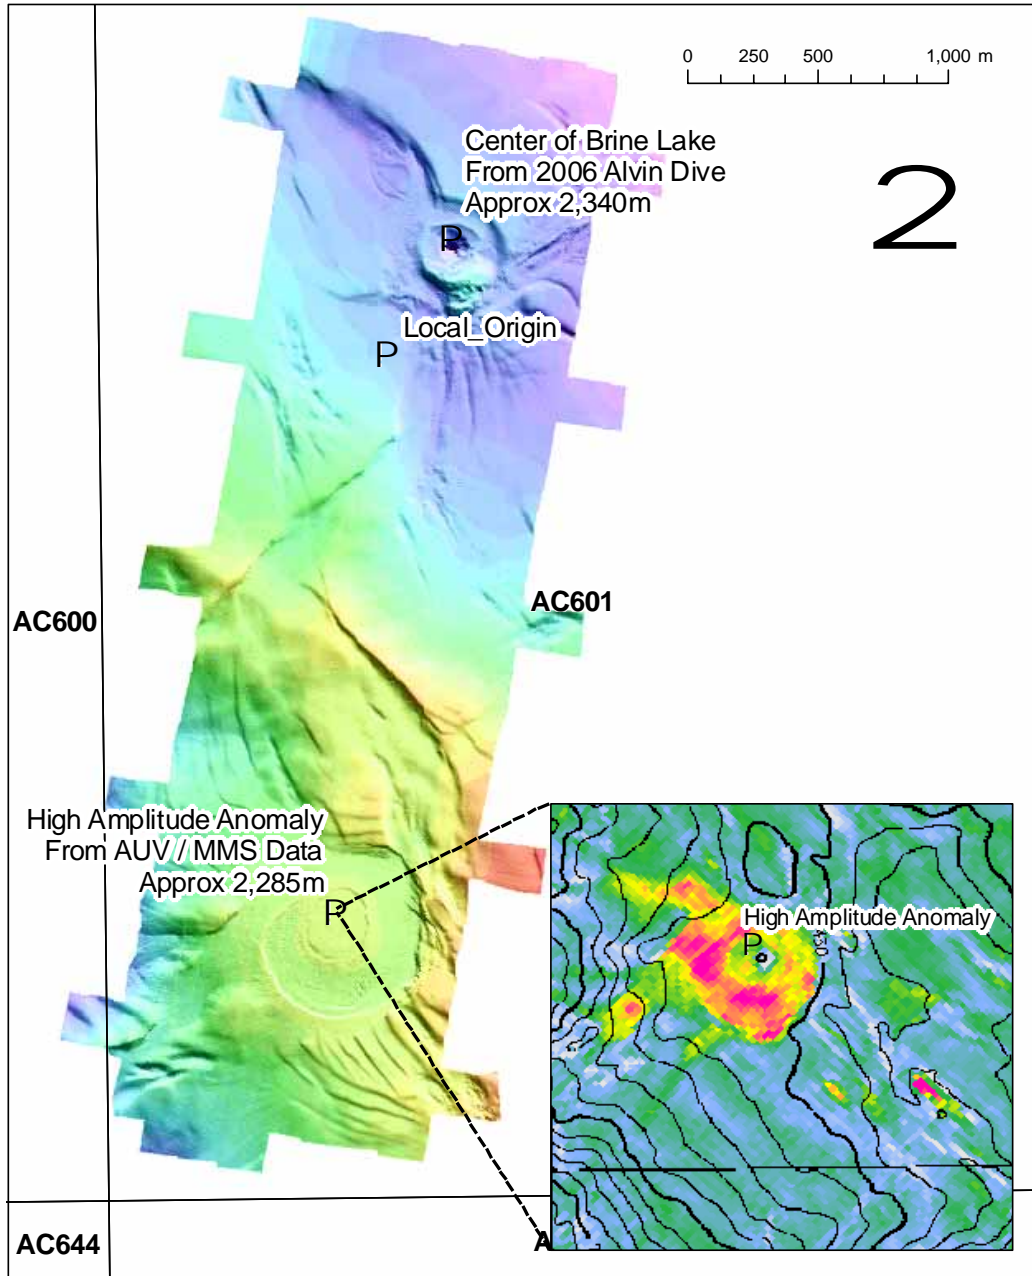 0 250 500 1,000 m
Center of Brine Lake
From 2006 Alvin Dive
Approx 2,340m
2
P
Local_Origin
P
AC601
AC600
High Amplitude Anomaly
From AUV / MMS Data
Approx 2,285m
P
High Amplitude Anomaly
P
AC644
A